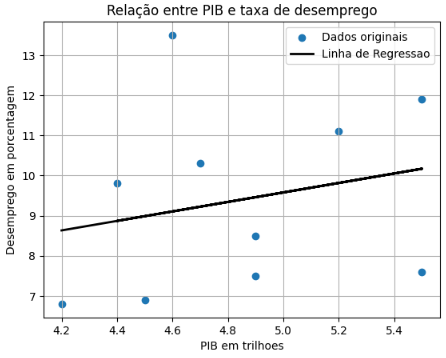 Relação entre PIB e taxa de desemprego
Dados originais
Linha de Regressao
Desemprego em porcentagem
13
12
11
10
9
8
7
4.2 4.4 4.6 4.8 5.0 5.2 5.4
PIB em trilhoes